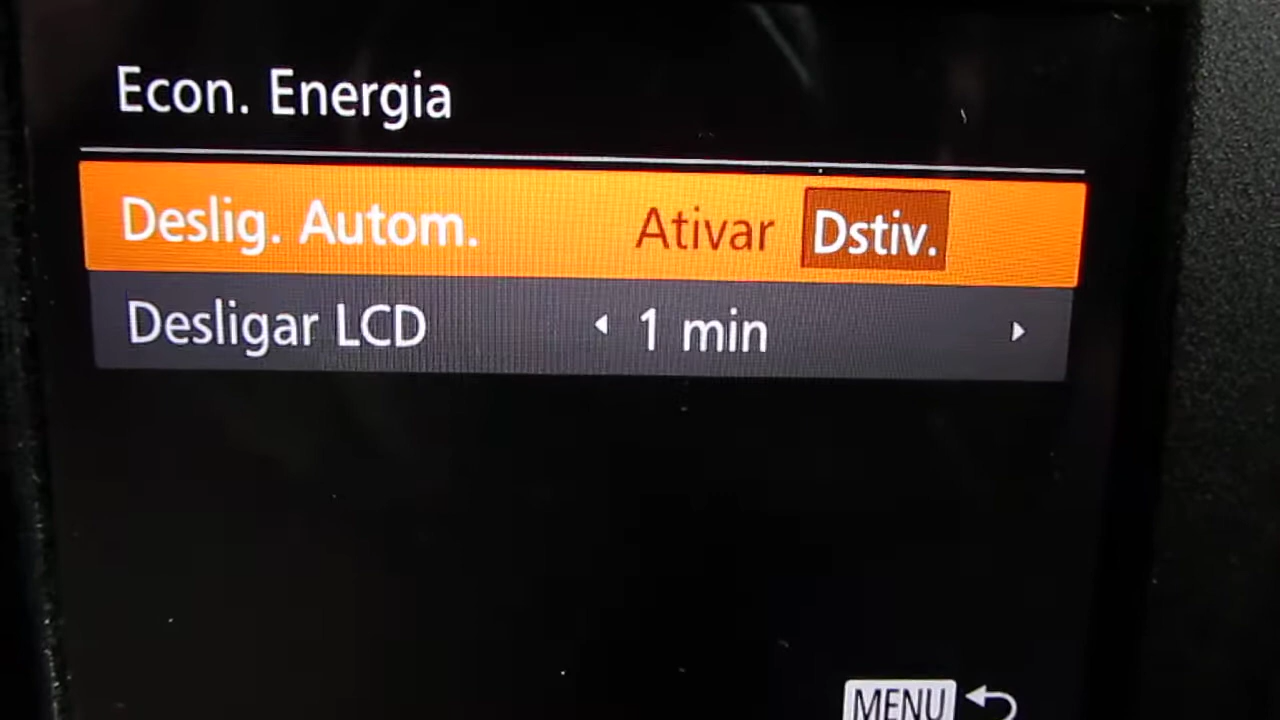 Econ. Energia
Deslig. Autom. Ativar Dstiv.
Desligar LCD 1 min
MENU